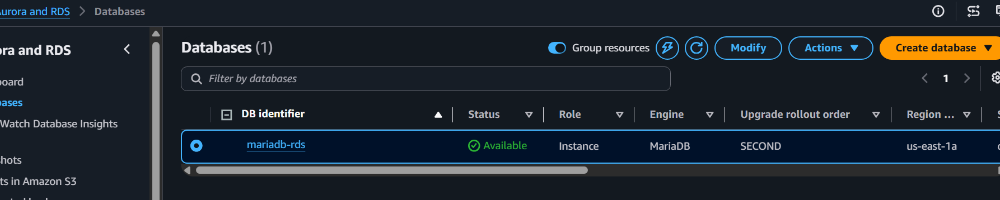 urora and RDS > Databases
ora and RDS
Databases (1)
Group resources
Modify
Actions
Create database
oard
Filter by databases
1
ases
DB identifier
Status
Role
Engine
Upgrade rollout order
Region ...
Watch Database Insights
mariadb-rds
Available
Instance
MariaDB
SECOND
us-east-1a
hots
ts in Amazon S3